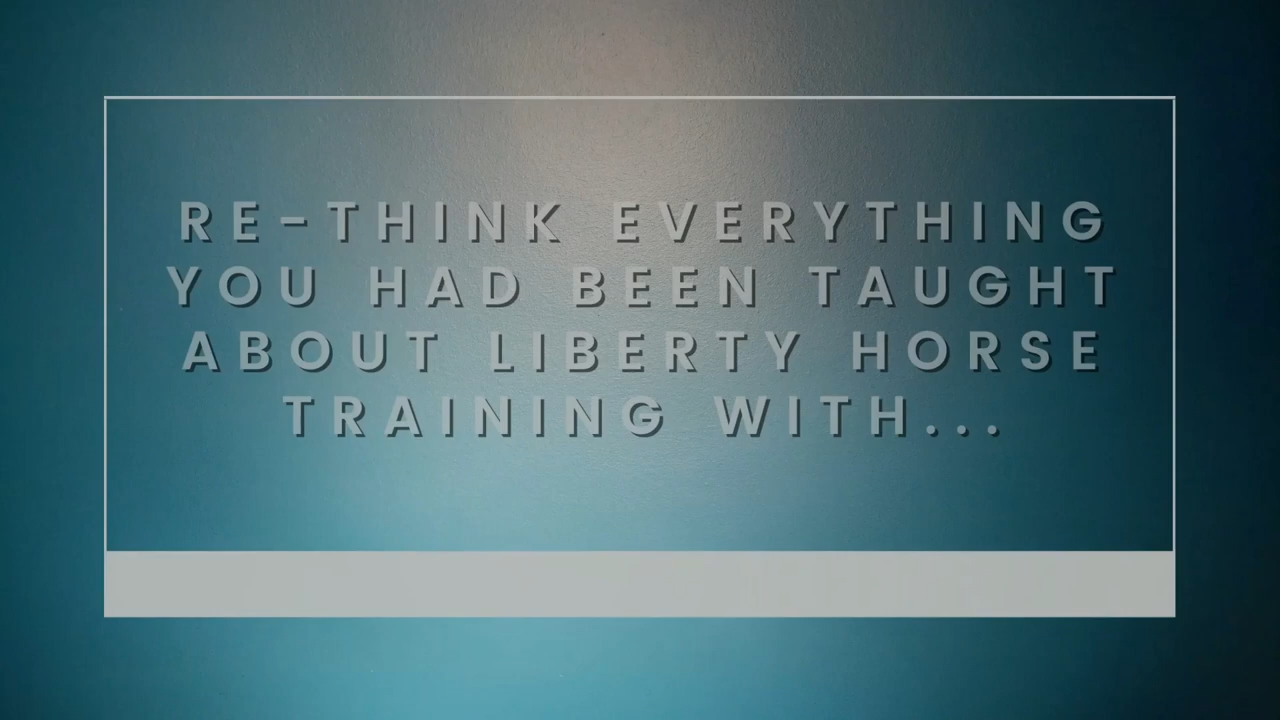 RE-THINK EVERYTHING
YOU HAD BEEN TAUGHT
ABOUT LIBERTY HORSE
TRAINING WITH...